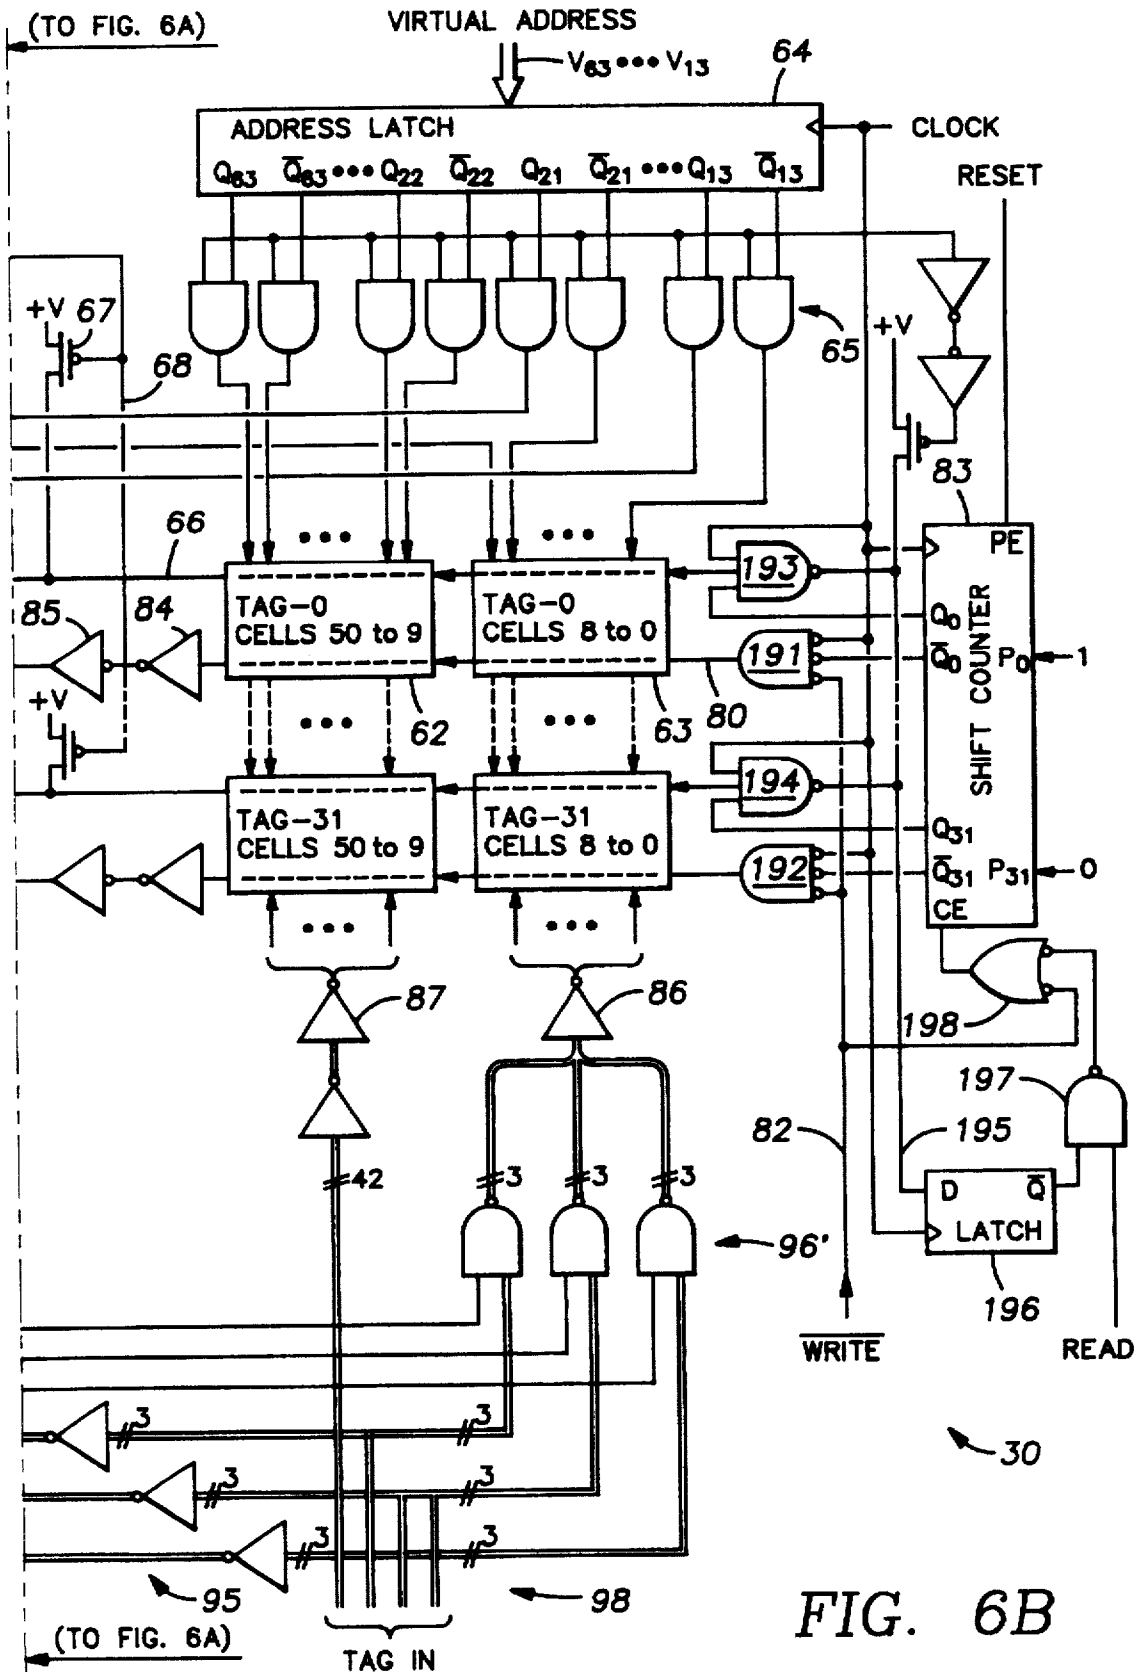 (TO FIG. 6A)
VIRTUAL ADDRESS
V63 ••• V13
64
ADDRESS LATCH
CLOCK
Q63 Q̅63 ••• Q22 Q̅22 Q21 Q̅21 ••• Q13 Q̅13
RESET
+V
67
65
+V
68
83
66
•••
•••
PE
85
84
TAG-0
CELLS 50 to 9
TAG-0
CELLS 8 to 0
193
Q0
191
Q̅0
P0
1
SHIFT COUNTER
+V
•••
62
•••
63
80
194
TAG-31
CELLS 50 to 9
TAG-31
CELLS 8 to 0
Q31
192
Q̅31
P31
0
CE
•••
•••
87
86
198
197
82
195
42
3
3
3
D
Q̅
LATCH
96'
196
WRITE̅
READ
3
3
30
3
3
3
3
95
98
FIG. 6B
(TO FIG. 6A)
TAG IN